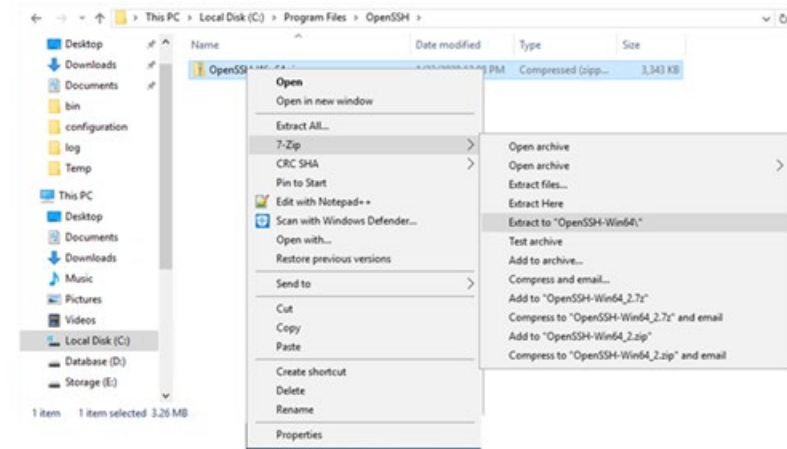 This PC > Local Disk (C:) > Program Files > OpenSSH >
Name Date modified Type Size
Desktop
Downloads
Documents
bin
configuration
log
Temp
This PC
Desktop
Documents
Downloads
Music
Pictures
Videos
Local Disk (C:)
Database (D:)
Storage (E:)
1 item 1 item selected 3.26 MB
PM Compressed (zipp... 3,343 KB
Open
Open in new window
Extract All...
7-Zip
CRC SHA
Pin to Start
Edit with Notepad++
Scan with Windows Defender...
Open with...
Restore previous versions
Send to
Cut
Copy
Paste
Create shortcut
Delete
Rename
Properties
Open archive
Open archive
Extract files...
Extract Here
Extract to "OpenSSH-Win64\"
Test archive
Add to archive...
Compress and email...
Add to "OpenSSH-Win64_2.7z"
Compress to "OpenSSH-Win64_2.7z" and email
Add to "OpenSSH-Win64_2.zip"
Compress to "OpenSSH-Win64_2.zip" and email